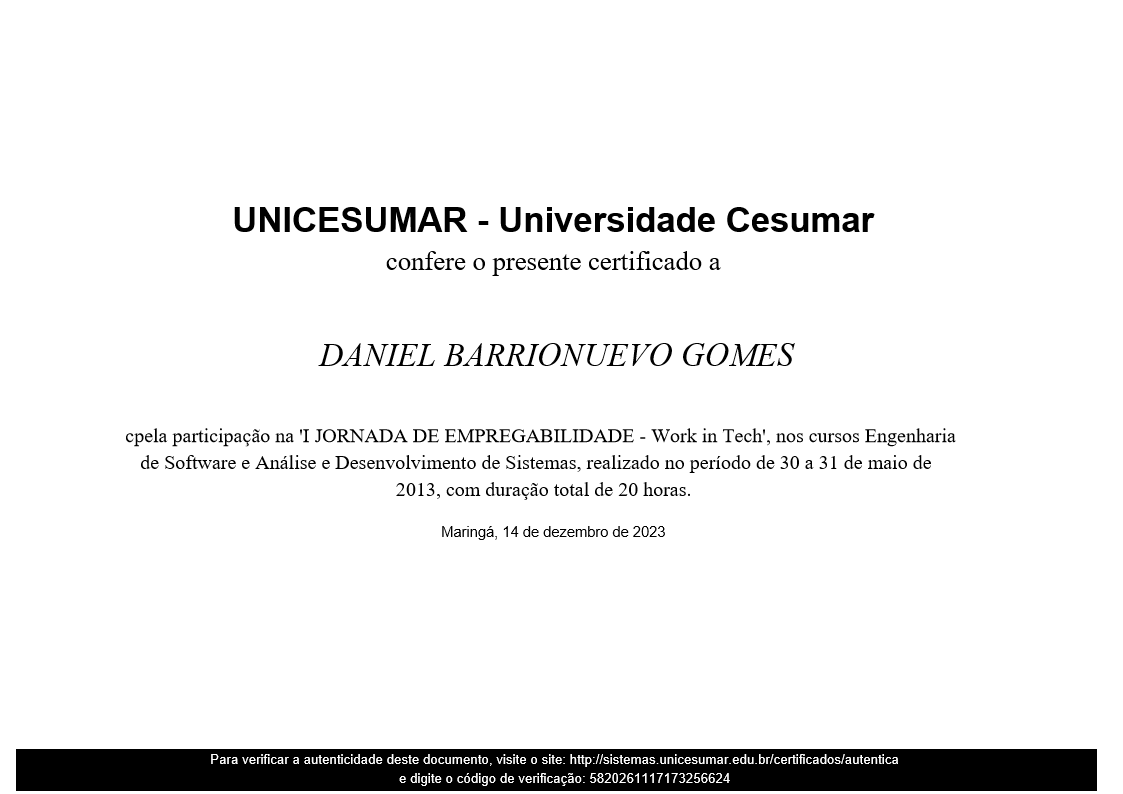 UNICESUMAR - Universidade Cesumar
confere o presente certificado a
DANIEL BARRIONUEVO GOMES
cpela participação na 'I JORNADA DE EMPREGABILIDADE - Work in Tech', nos cursos Engenharia
de Software e Análise e Desenvolvimento de Sistemas, realizado no período de 30 a 31 de maio de
2013, com duração total de 20 horas.
Maringá, 14 de dezembro de 2023
Para verificar a autenticidade deste documento, visite o site: http://sistemas.unicesumar.edu.br/certificados/autentica
e digite o código de verificação: 5820261117173256624